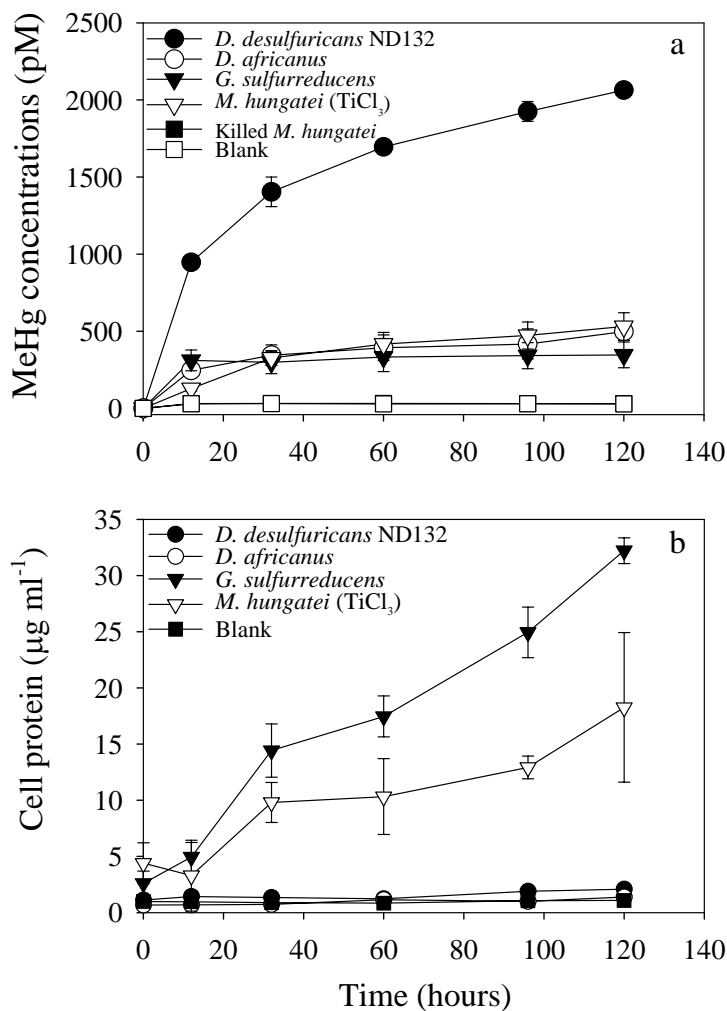 a
2500
2000
1500
1000
500
0
MeHg concentrations (pM)
D. desulfuricans ND132
D. africanus
G. sulfurreducens
M. hungatei (TiCl₃)
Killed M. hungatei
Blank
0 20 40 60 80 100 120 140
b
35
30
25
20
15
10
5
0
Cell protein (μg ml⁻¹)
D. desulfuricans ND132
D. africanus
G. sulfurreducens
M. hungatei (TiCl₃)
Blank
0 20 40 60 80 100 120 140
Time (hours)